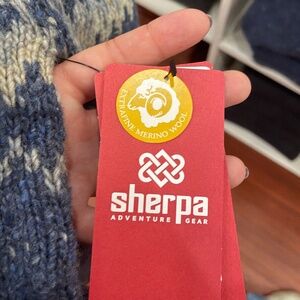 EXTRAFINE MERINO WOOL
sherpa
ADVENTURE GEAR